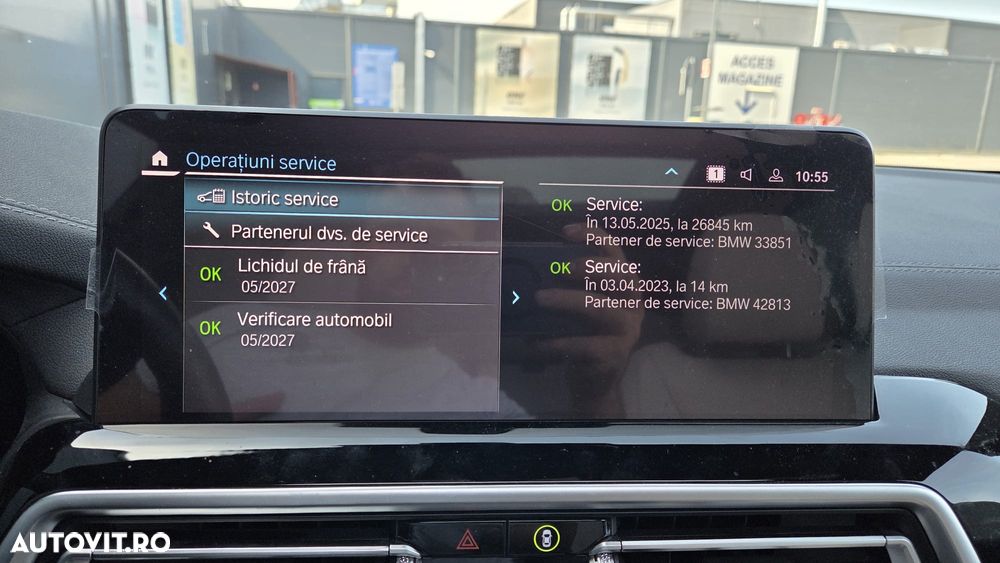 ACCES
MAGAZINE
Operațiuni service
1
10:55
Istoric service
Partenerul dvs. de service
OK
Lichidul de frână
05/2027
OK
Verificare automobil
05/2027
OK
Service:
În 13.05.2025, la 26845 km
Partener de service: BMW 33851
OK
Service:
În 03.04.2023, la 14 km
Partener de service: BMW 42813
AUTOVIT.RO